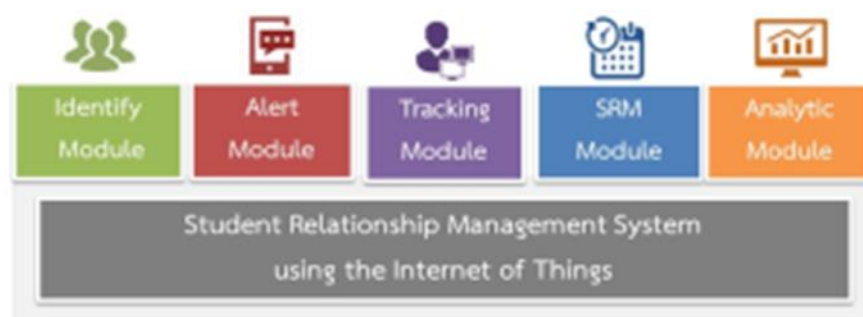 Identify
Module
Alert
Module
Tracking
Module
SRM
Module
Analytic
Module
Student Relationship Management System
using the Internet of Things